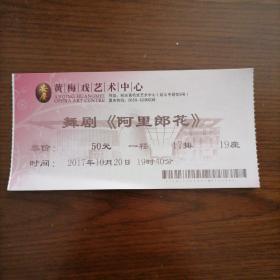 黄梅戏艺术中心
ANQING HUANGMEI
OPERA ART CENTRE
舞剧《阿里郎花》
票价： 50元 一楼 17排 19座
时间： 2017年10月20日 19时40分